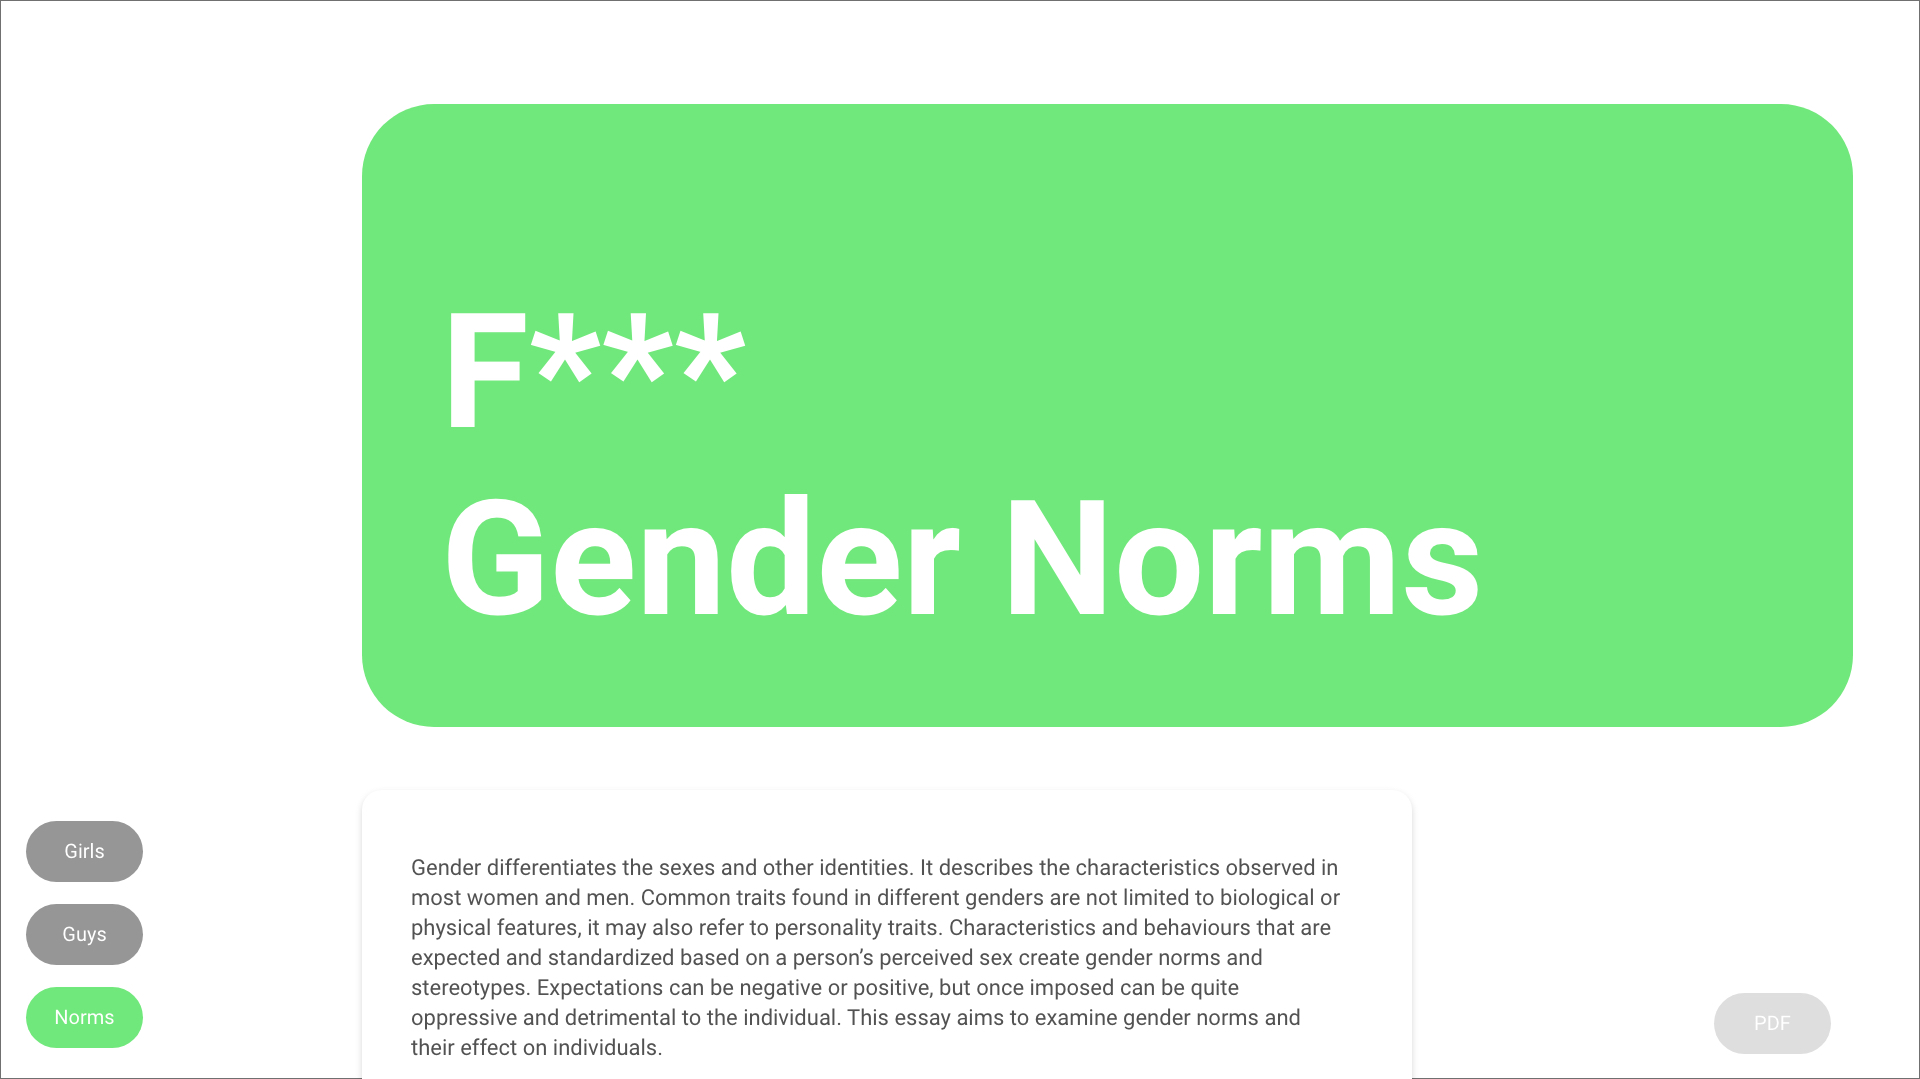 F***
Gender Norms
Girls
Guys
Norms
Gender differentiates the sexes and other identities. It describes the characteristics observed in
most women and men. Common traits found in different genders are not limited to biological or
physical features, it may also refer to personality traits. Characteristics and behaviours that are
expected and standardized based on a person’s perceived sex create gender norms and
stereotypes. Expectations can be negative or positive, but once imposed can be quite
oppressive and detrimental to the individual. This essay aims to examine gender norms and
their effect on individuals.
PDF